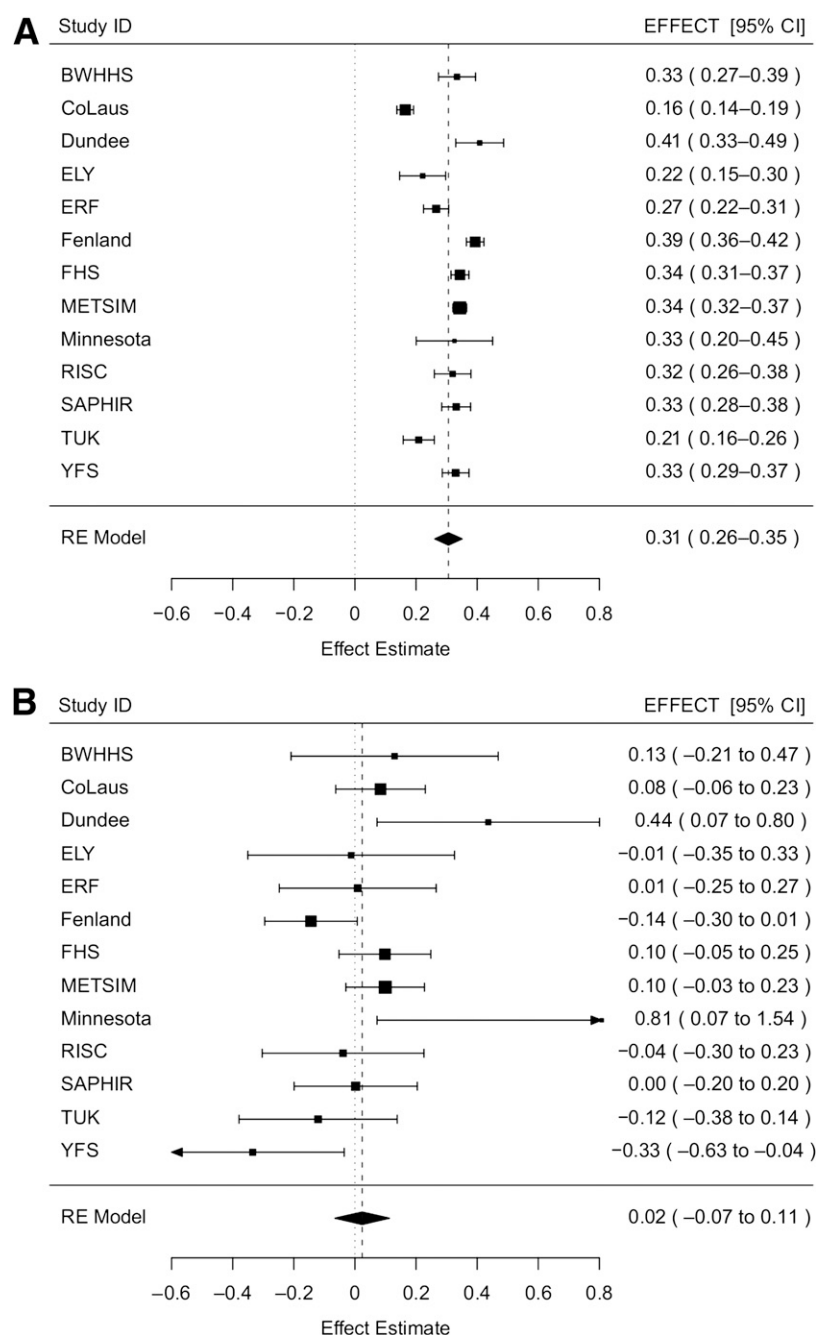 A Study ID EFFECT [95% CI]
BWHHS 0.33 ( 0.27–0.39 )
CoLaus 0.16 ( 0.14–0.19 )
Dundee 0.41 ( 0.33–0.49 )
ELY 0.22 ( 0.15–0.30 )
ERF 0.27 ( 0.22–0.31 )
Fenland 0.39 ( 0.36–0.42 )
FHS 0.34 ( 0.31–0.37 )
METSIM 0.34 ( 0.32–0.37 )
Minnesota 0.33 ( 0.20–0.45 )
RISC 0.32 ( 0.26–0.38 )
SAPHIR 0.33 ( 0.28–0.38 )
TUK 0.21 ( 0.16–0.26 )
YFS 0.33 ( 0.29–0.37 )
RE Model 0.31 ( 0.26–0.35 )
−0.6 −0.4 −0.2 0 0.2 0.4 0.6 0.8
Effect Estimate
B Study ID EFFECT [95% CI]
BWHHS 0.13 ( −0.21 to 0.47 )
CoLaus 0.08 ( −0.06 to 0.23 )
Dundee 0.44 ( 0.07 to 0.80 )
ELY −0.01 ( −0.35 to 0.33 )
ERF 0.01 ( −0.25 to 0.27 )
Fenland −0.14 ( −0.30 to 0.01 )
FHS 0.10 ( −0.05 to 0.25 )
METSIM 0.10 ( −0.03 to 0.23 )
Minnesota 0.81 ( 0.07 to 1.54 )
RISC −0.04 ( −0.30 to 0.23 )
SAPHIR 0.00 ( −0.20 to 0.20 )
TUK −0.12 ( −0.38 to 0.14 )
YFS −0.33 ( −0.63 to −0.04 )
RE Model 0.02 ( −0.07 to 0.11 )
−0.6 −0.4 −0.2 0 0.2 0.4 0.6 0.8
Effect Estimate